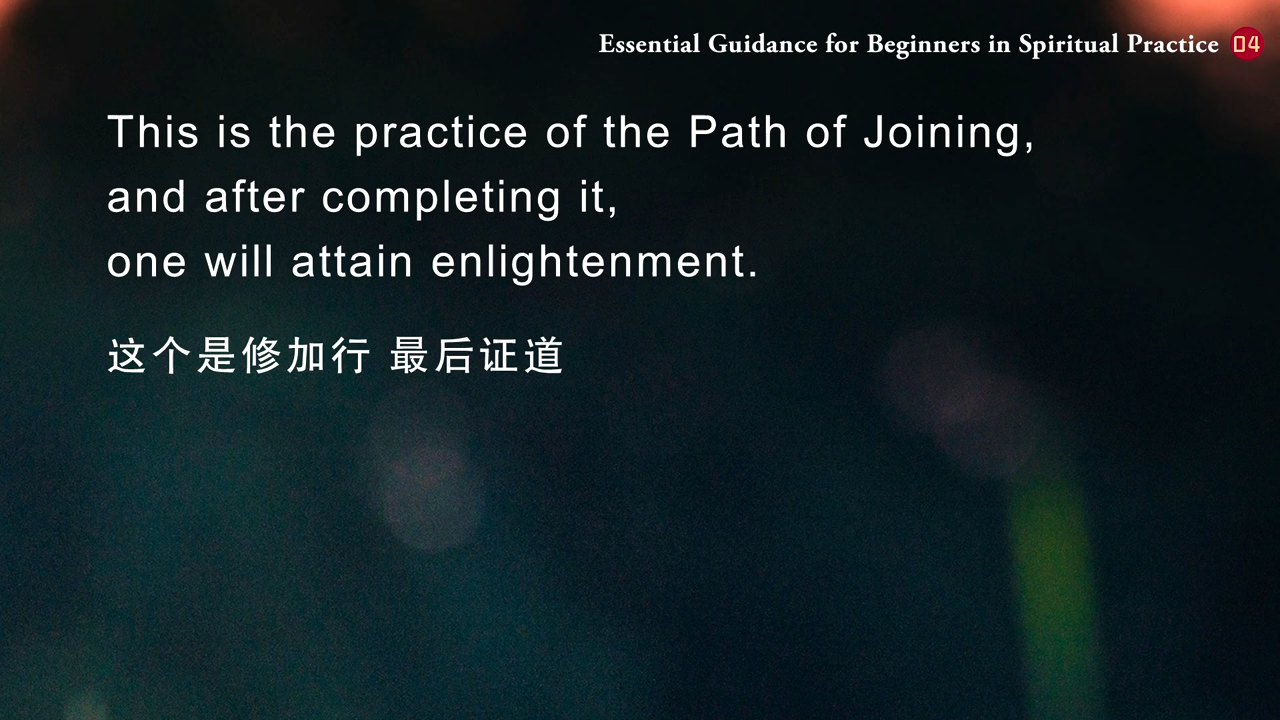 Essential Guidance for Beginners in Spiritual Practice 04
This is the practice of the Path of Joining,
and after completing it,
one will attain enlightenment.
这个是修加行 最后证道